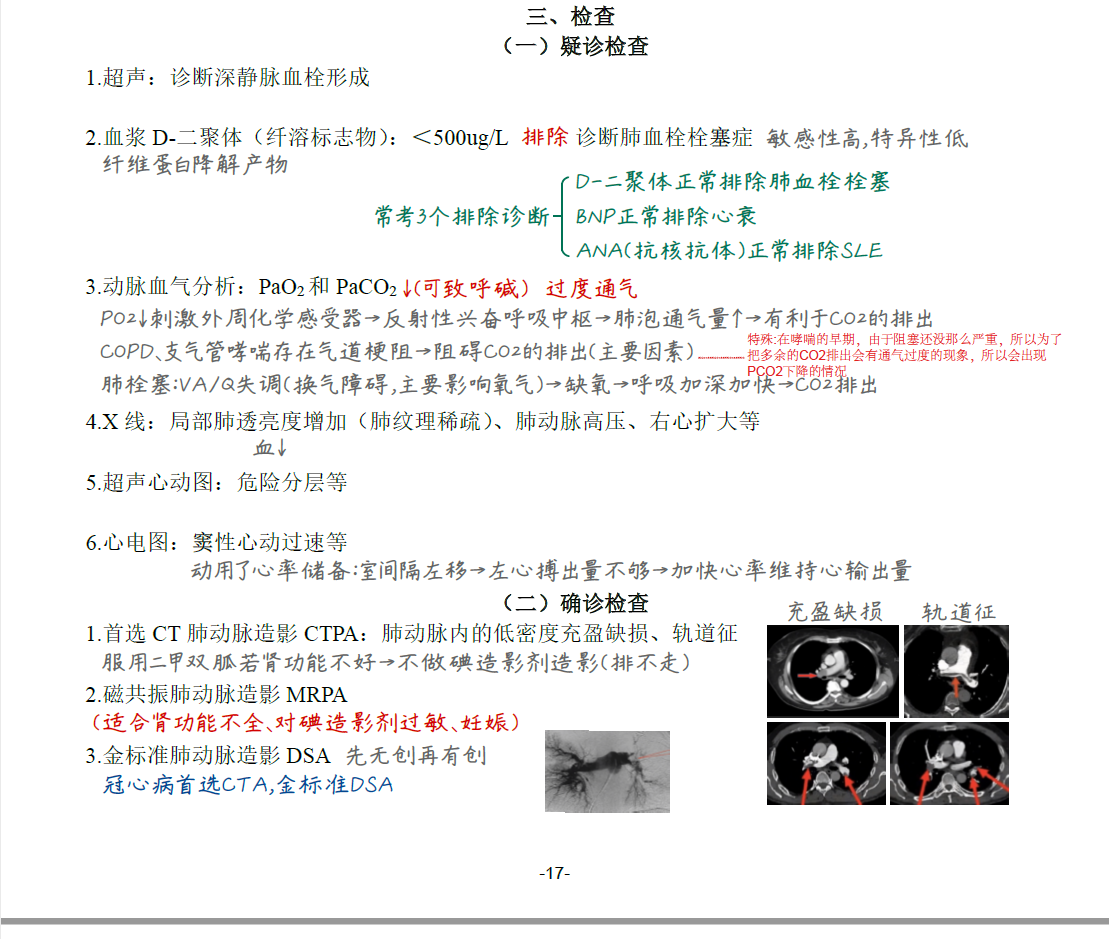 三、检查
（一）疑诊检查
1.超声：诊断深静脉血栓形成
2.血浆 D-二聚体（纤溶标志物）：＜500ug/L 排除 诊断肺血栓栓塞症 敏感性高,特异性低
纤维蛋白降解产物
D-二聚体正常排除肺血栓栓塞
常考3个排除诊断
BNP正常排除心衰
ANA(抗核抗体)正常排除SLE
3.动脉血气分析：PaO₂ 和 PaCO₂ ↓(可致呼碱) 过度通气
PO2↓刺激外周化学感受器→反射性兴奋呼吸中枢→肺泡通气量↑→有利于CO2的排出
COPD、支气管哮喘存在气道梗阻→阻碍CO2的排出(主要因素)
特殊:在哮喘的早期，由于阻塞还没那么严重，所以为了
把多余的CO2排出会有通气过度的现象，所以会出现
PCO2下降的情况
肺栓塞:VA/Q失调(换气障碍,主要影响氧气)→缺氧→呼吸加深加快→CO2排出
4.X 线：局部肺透亮度增加（肺纹理稀疏）、肺动脉高压、右心扩大等
血↓
5.超声心动图：危险分层等
6.心电图：窦性心动过速等
动用了心率储备:室间隔左移→左心搏出量不够→加快心率维持心输出量
（二）确诊检查
充盈缺损 轨道征
1.首选 CT 肺动脉造影 CTPA：肺动脉内的低密度充盈缺损、轨道征
服用二甲双胍若肾功能不好→不做碘造影剂造影(排不走)
2.磁共振肺动脉造影 MRPA
(适合肾功能不全、对碘造影剂过敏、妊娠)
3.金标准肺动脉造影 DSA 先无创再有创
冠心病首选CTA,金标准DSA
-17-